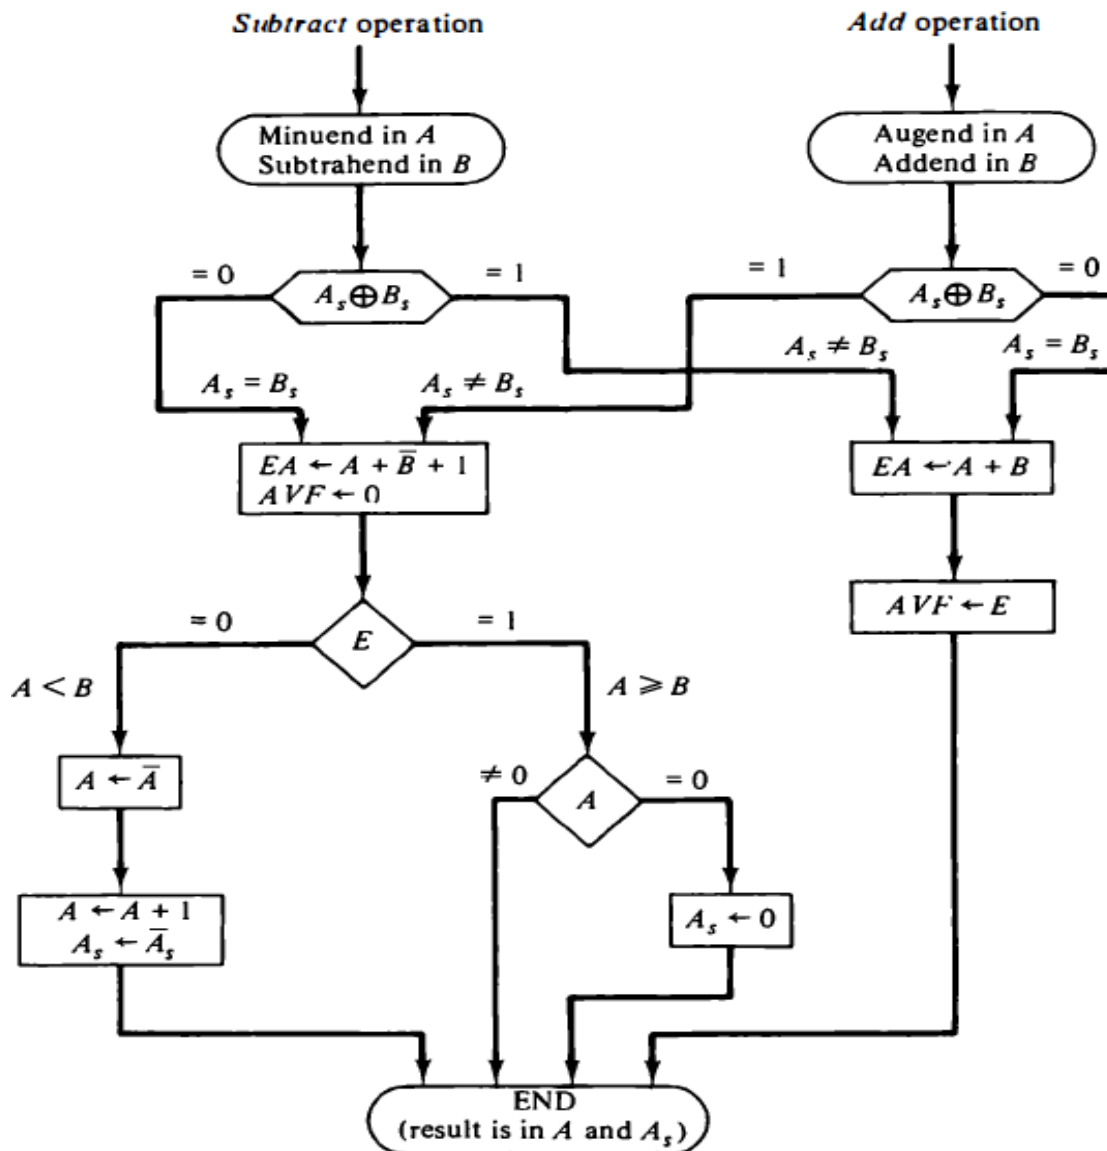 Subtract operation
Add operation
Minuend in A
Subtrahend in B
Augend in A
Addend in B
= 0
A_s ⊕ B_s
= 1
= 1
A_s ⊕ B_s
= 0
A_s = B_s
A_s ≠ B_s
A_s ≠ B_s
A_s = B_s
EA ← A + B̅ + 1
AVF ← 0
EA ← A + B
AVF ← E
= 0
E
= 1
A < B
A ⩾ B
A ← A̅
≠ 0
A
= 0
A ← A + 1
A_s ← A̅_s
A_s ← 0
END
(result is in A and A_s)